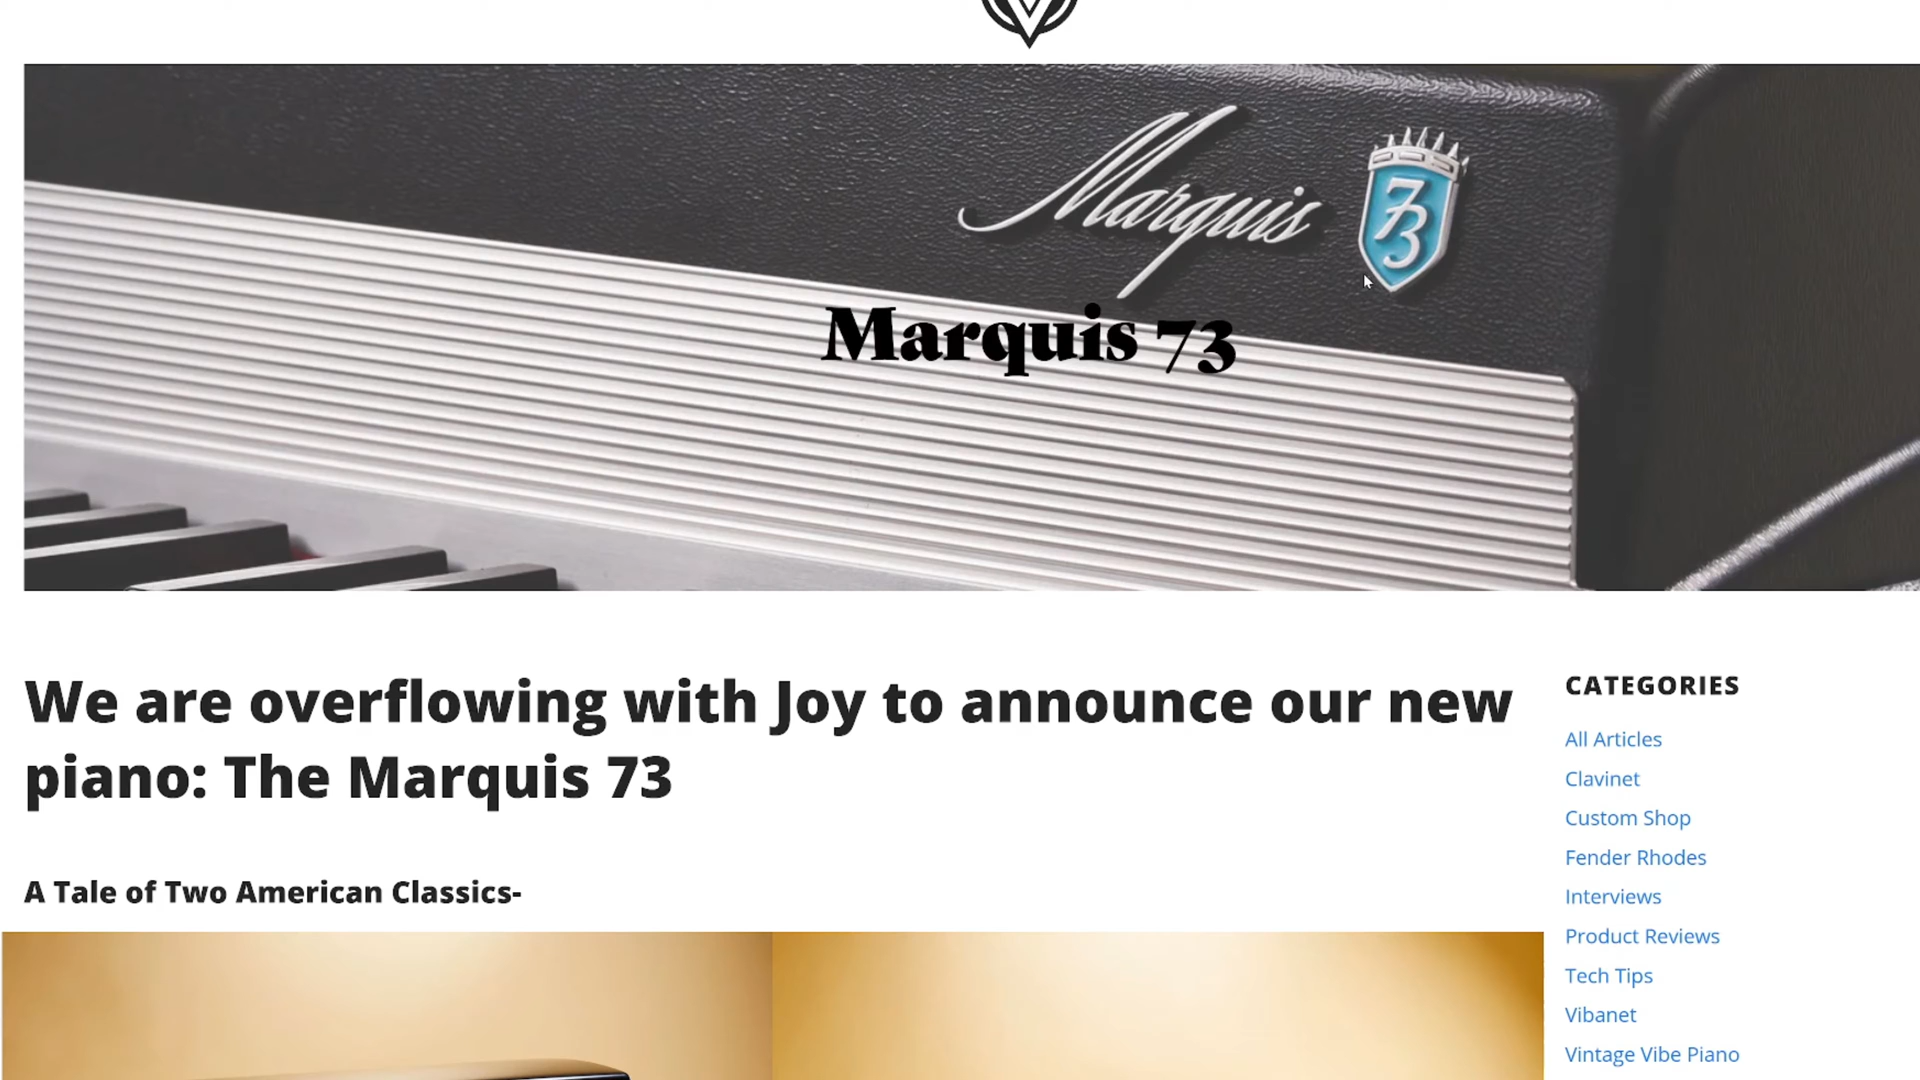 Marquis
73
Marquis 73
We are overflowing with Joy to announce our new
piano: The Marquis 73
A Tale of Two American Classics-
CATEGORIES
All Articles
Clavinet
Custom Shop
Fender Rhodes
Interviews
Product Reviews
Tech Tips
Vibanet
Vintage Vibe Piano